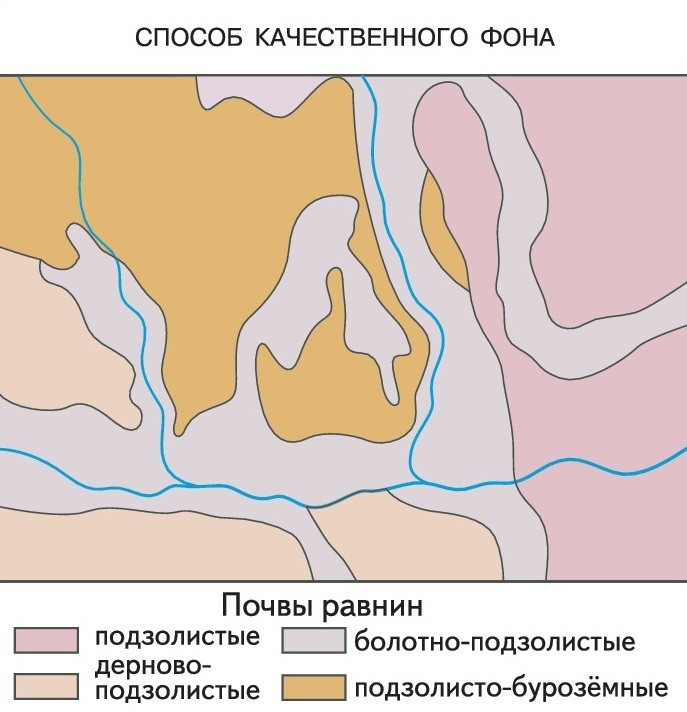 СПОСОБ КАЧЕСТВЕННОГО ФОНА
Почвы равнин
подзолистые
дерново-
подзолистые
болотно-подзолистые
подзолисто-бурозёмные